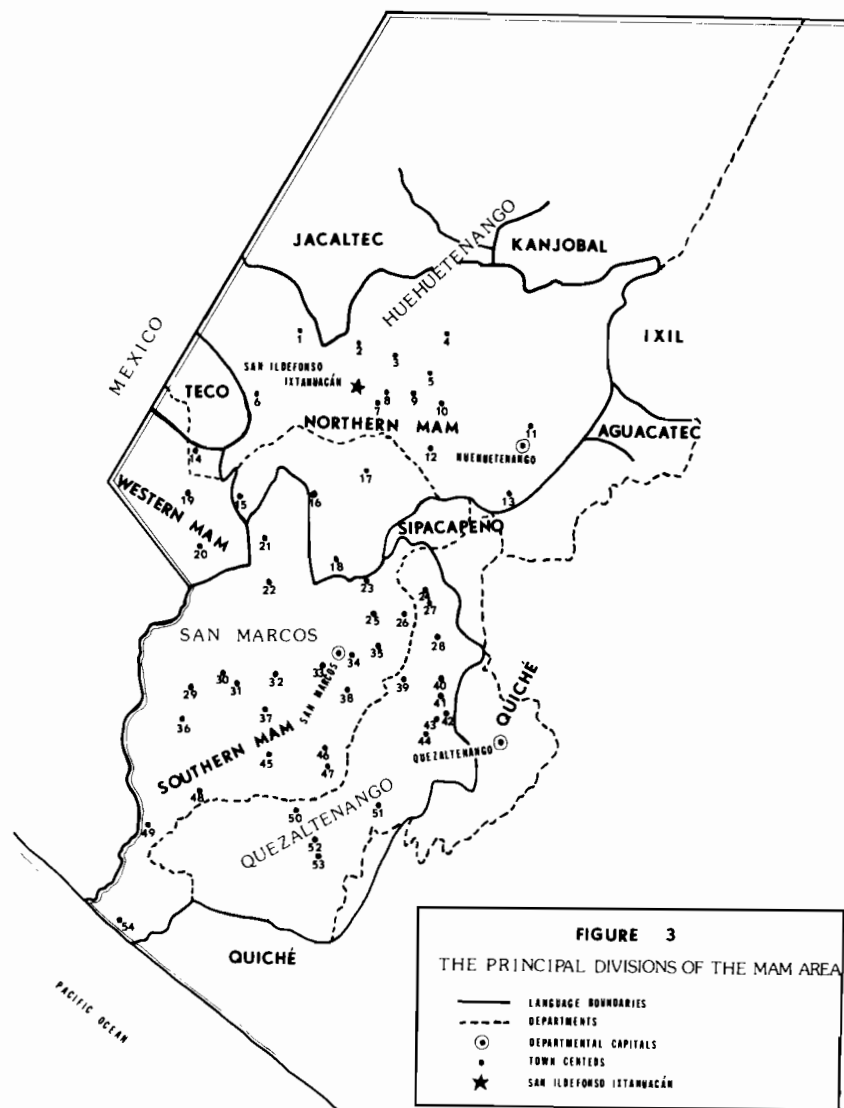 HUEHUETENANGO
JACALTEC
KANJOBAL
MEXICO
IXIL
1
2
3
4
5
SAN ILDEFONSO
IXTAHUACÁN
TECO
6
7
8
9
10
NORTHERN MAM
11
AGUACATEC
12
HUEHUETENANGO
14
WESTERN MAM
19
15
16
17
13
SIPACAPEÑO
20
21
18
22
23
24
27
25
26
28
SAN MARCOS
29
30
31
32
33
34
35
SAN MARCOS
38
39
40
41
42
43
44
QUICHÉ
36
37
SOUTHERN MAM
45
46
47
QUEZALTENANGO
48
49
50
51
QUEZALTENANGO
52
53
54
QUICHÉ
PACIFIC OCEAN
FIGURE 3
THE PRINCIPAL DIVISIONS OF THE MAM AREA
LANGUAGE BOUNDARIES
DEPARTMENTS
DEPARTMENTAL CAPITALS
TOWN CENTERS
SAN ILDEFONSO IXTAHUACÁN